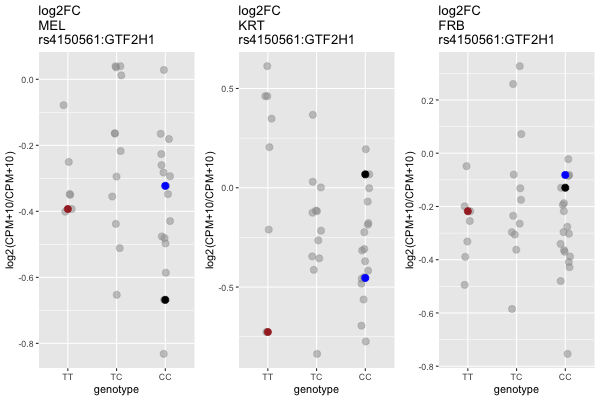 log2FC
MEL
rs4150561:GTF2H1
log2(CPM+10/CPM+10)
0.0
-0.2
-0.4
-0.6
-0.8
TT TC CC
genotype
log2FC
KRT
rs4150561:GTF2H1
log2(CPM+10/CPM+10)
0.5
0.0
-0.5
TT TC CC
genotype
log2FC
FRB
rs4150561:GTF2H1
log2(CPM+10/CPM+10)
0.2
0.0
-0.2
-0.4
-0.6
-0.8
TT TC CC
genotype